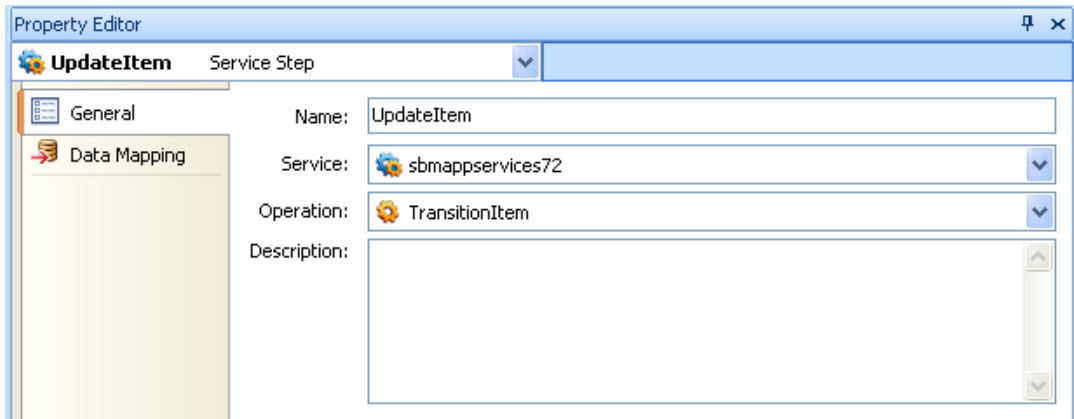 Property Editor
UpdateItem Service Step
General
Data Mapping
Name: UpdateItem
Service: sbmappservices72
Operation: TransitionItem
Description: